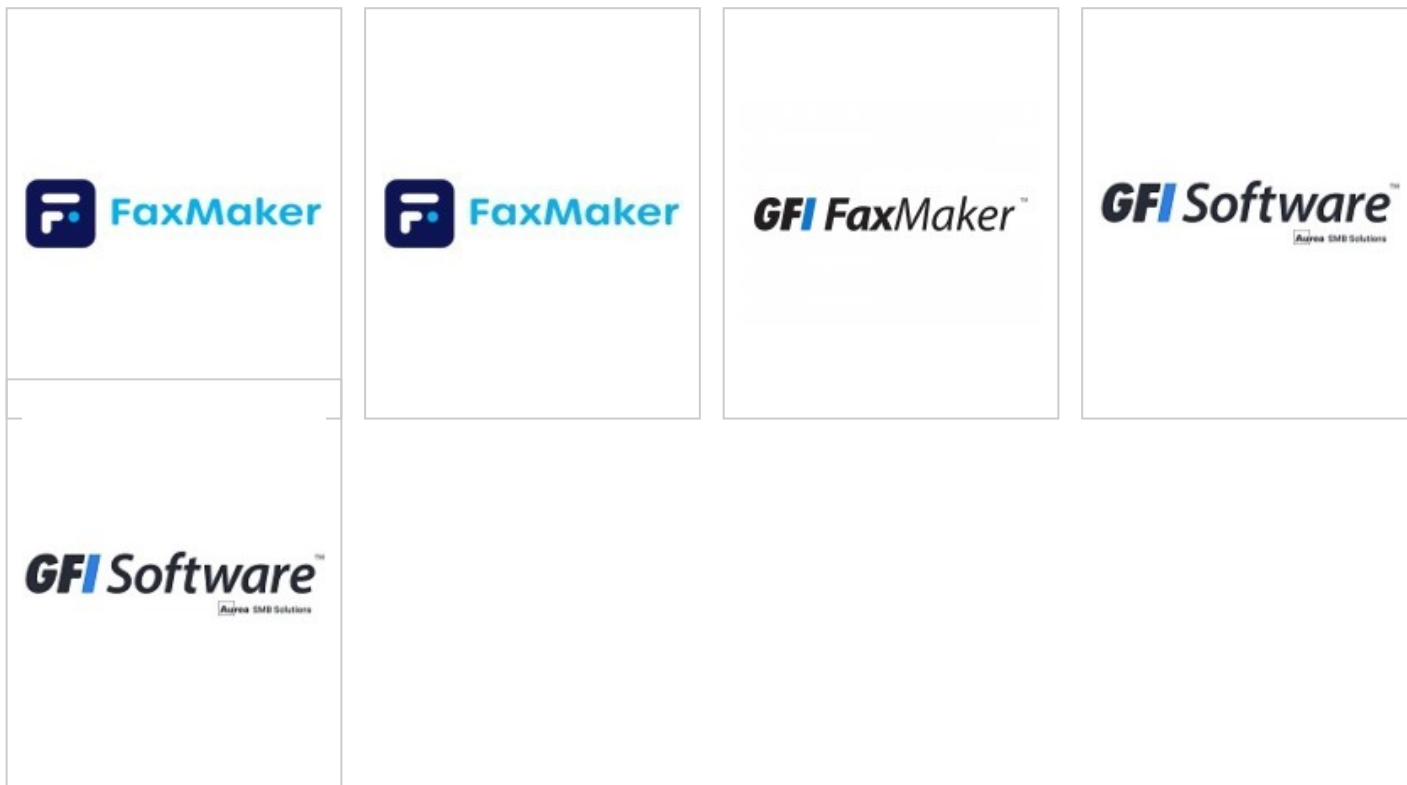 FaxMaker
FaxMaker
GFI FaxMaker™
GFI Software™
Aurea SMB Solutions
GFI Software™
Aurea SMB Solutions